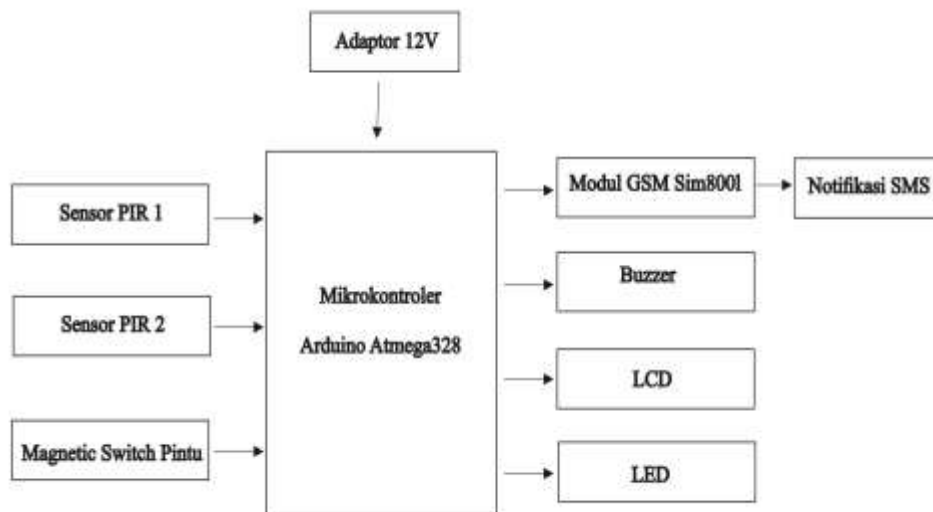 Adaptor 12V
Sensor PIR 1
Sensor PIR 2
Magnetic Switch Pintu
Mikrokontroler
Arduino Atmega328
Modul GSM Sim800l
Notifikasi SMS
Buzzer
LCD
LED